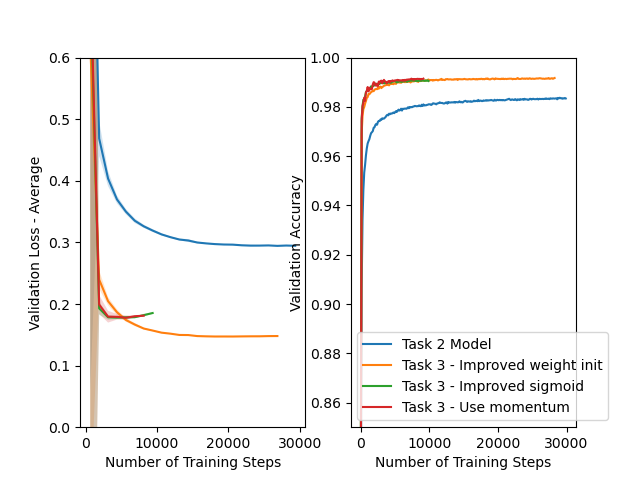 0.6
0.5
0.4
0.3
0.2
0.1
0.0
Validation Loss - Average
0 10000 20000 30000
Number of Training Steps
1.00
0.98
0.96
0.94
0.92
0.90
0.88
0.86
Validation Accuracy
Task 2 Model
Task 3 - Improved weight init
Task 3 - Improved sigmoid
Task 3 - Use momentum
0 10000 20000 30000
Number of Training Steps